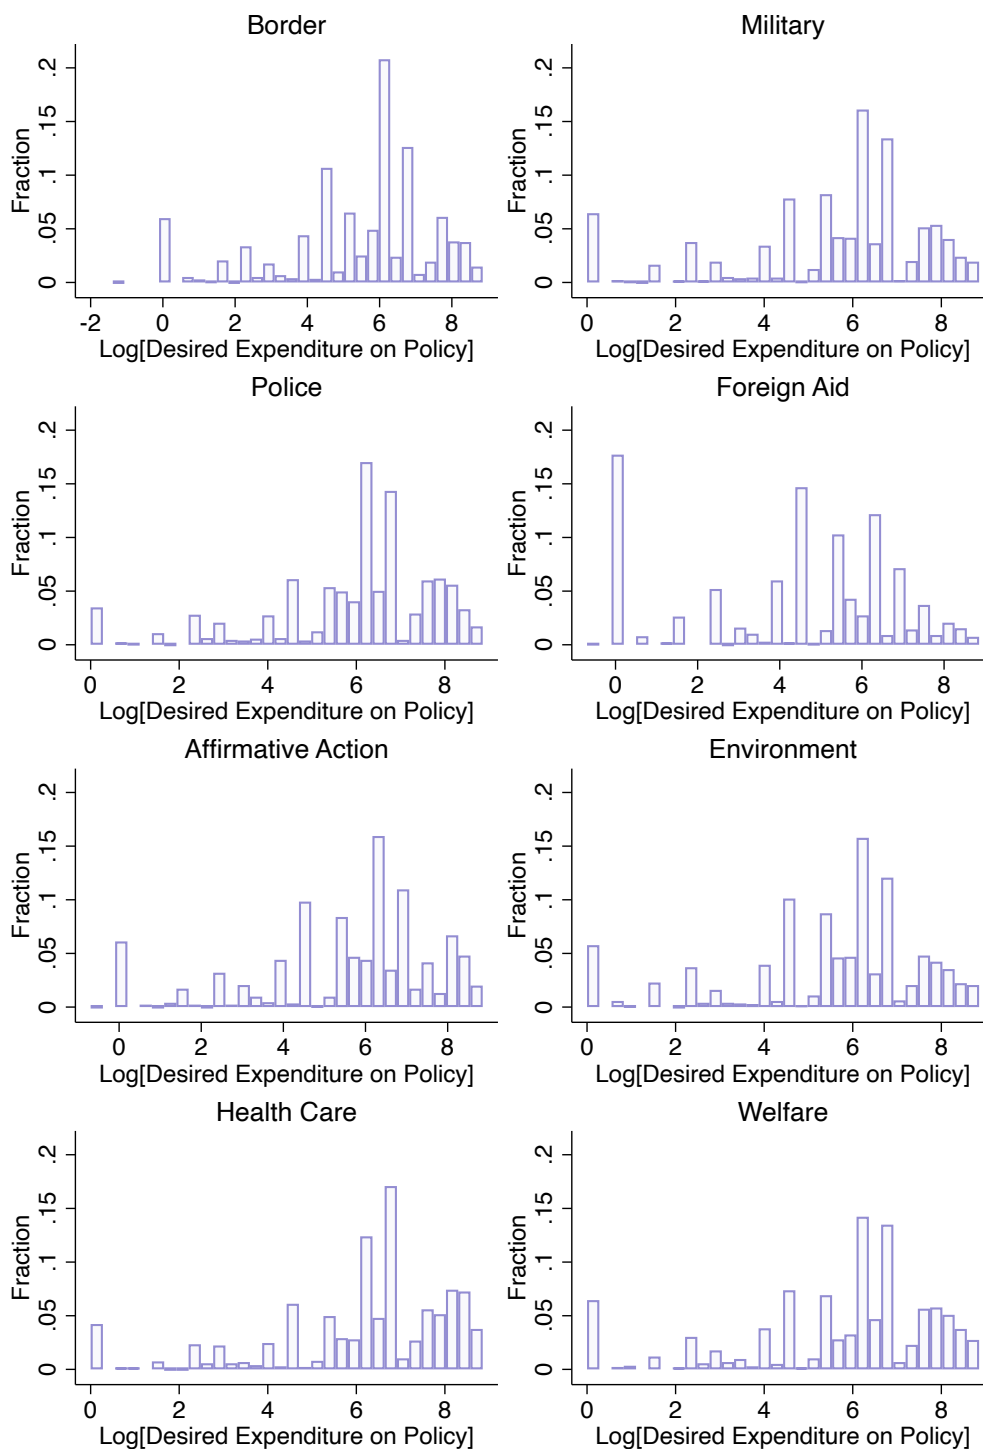 Border
Fraction
0 .05 .1 .15 .2
-2 0 2 4 6 8
Log[Desired Expenditure on Policy]
Military
Fraction
0 .05 .1 .15 .2
0 2 4 6 8
Log[Desired Expenditure on Policy]
Police
Fraction
0 .05 .1 .15 .2
0 2 4 6 8
Log[Desired Expenditure on Policy]
Foreign Aid
Fraction
0 .05 .1 .15 .2
0 2 4 6 8
Log[Desired Expenditure on Policy]
Affirmative Action
Fraction
0 .05 .1 .15 .2
0 2 4 6 8
Log[Desired Expenditure on Policy]
Environment
Fraction
0 .05 .1 .15 .2
0 2 4 6 8
Log[Desired Expenditure on Policy]
Health Care
Fraction
0 .05 .1 .15 .2
0 2 4 6 8
Log[Desired Expenditure on Policy]
Welfare
Fraction
0 .05 .1 .15 .2
0 2 4 6 8
Log[Desired Expenditure on Policy]